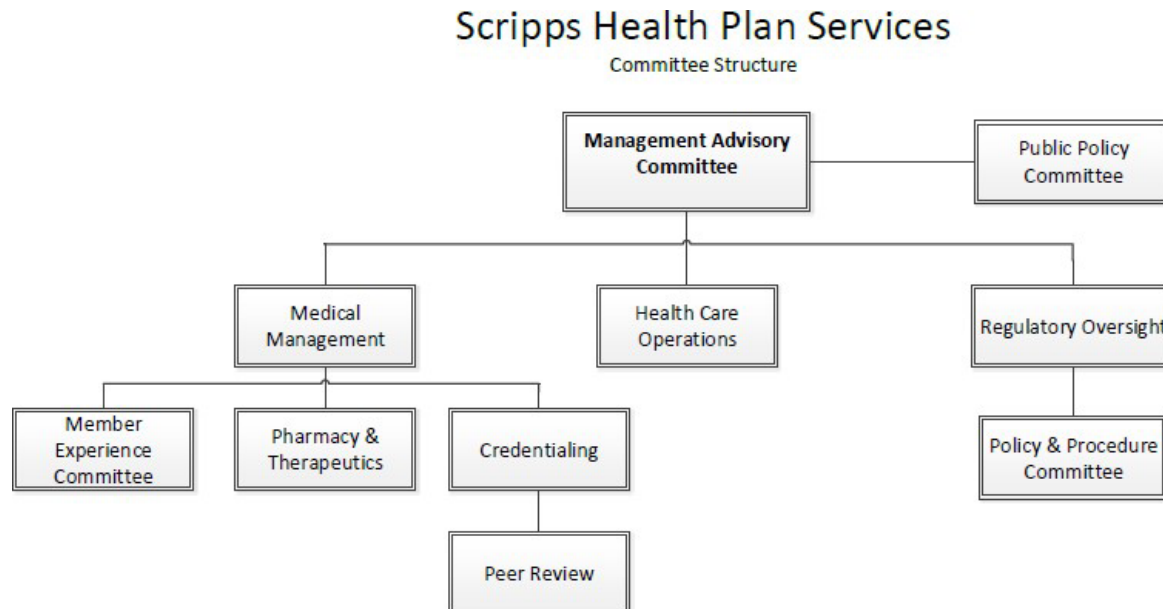 Scripps Health Plan Services
Committee Structure
Management Advisory
Committee
Public Policy
Committee
Medical
Management
Health Care
Operations
Regulatory Oversight
Member
Experience
Committee
Pharmacy &
Therapeutics
Credentialing
Policy & Procedure
Committee
Peer Review